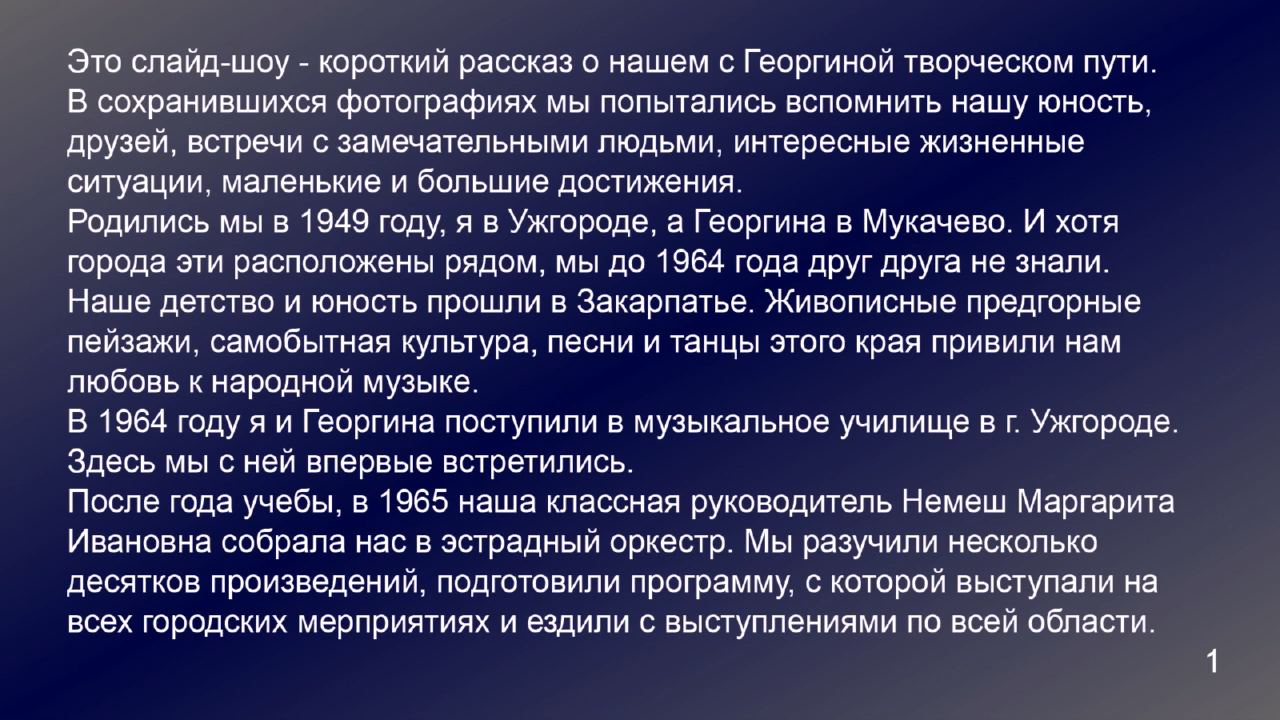 Это слайд-шоу - короткий рассказ о нашем с Георгиной творческом пути.
В сохранившихся фотографиях мы попытались вспомнить нашу юность,
друзей, встречи с замечательными людьми, интересные жизненные
ситуации, маленькие и большие достижения.
Родились мы в 1949 году, я в Ужгороде, а Георгина в Мукачево. И хотя
города эти расположены рядом, мы до 1964 года друг друга не знали.
Наше детство и юность прошли в Закарпатье. Живописные предгорные
пейзажи, самобытная культура, песни и танцы этого края привили нам
любовь к народной музыке.
В 1964 году я и Георгина поступили в музыкальное училище в г. Ужгороде.
Здесь мы с ней впервые встретились.
После года учебы, в 1965 наша классная руководитель Немеш Маргарита
Ивановна собрала нас в эстрадный оркестр. Мы разучили несколько
десятков произведений, подготовили программу, с которой выступали на
всех городских мерприятиях и ездили с выступлениями по всей области.
1